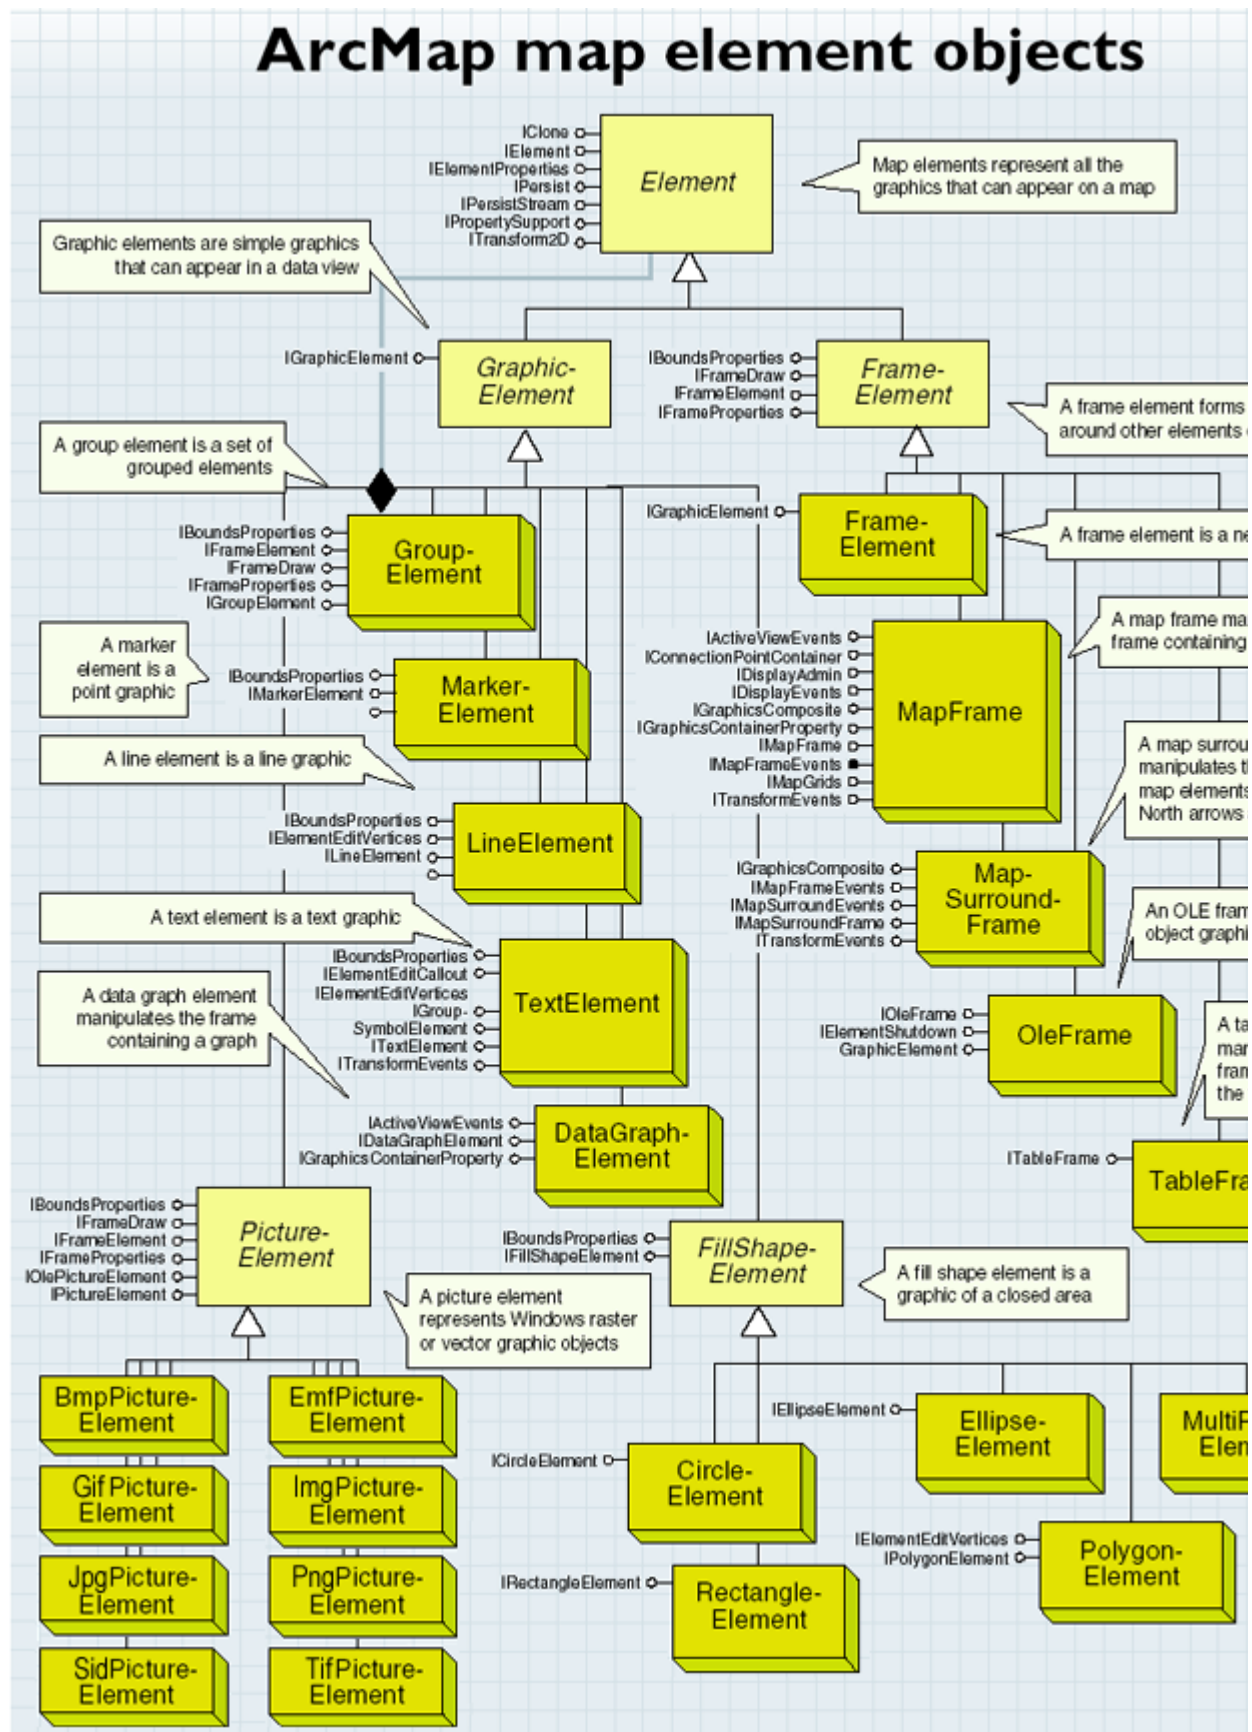 ArcMap map element objects
IClone
IElement
IElementProperties
IPersist
IPersistStream
IPropertySupport
ITransform2D
Element
Map elements represent all the
graphics that can appear on a map
Graphic elements are simple graphics
that can appear in a data view
IGraphicElement
Graphic-
Element
IBoundsProperties
IFrameDraw
IFrameElement
IFrameProperties
Frame-
Element
A frame element forms
around other elements
A group element is a set of
grouped elements
IBoundsProperties
IFrameElement
IFrameDraw
IFrameProperties
IGroupElement
Group-
Element
IGraphicElement
Frame-
Element
A frame element is a ne
A marker
element is a
point graphic
IBoundsProperties
IMarkerElement
Marker-
Element
IActiveViewEvents
IConnectionPointContainer
IDisplayAdmin
IDisplayEvents
IGraphicsComposite
IGraphicsContainerProperty
IMapFrame
IMapFrameEvents
IMapGrids
ITransformEvents
MapFrame
A map frame ma
frame containing
A line element is a line graphic
IBoundsProperties
IElementEditVertices
ILineElement
LineElement
A map surrou
manipulates t
map elements
North arrows
IGraphicsComposite
IMapFrameEvents
IMapSurroundEvents
IMapSurroundFrame
ITransformEvents
Map-
Surround-
Frame
A text element is a text graphic
IBoundsProperties
IElementEditCallout
IElementEditVertices
IGroup-
SymbolElement
ITextElement
ITransformEvents
TextElement
An OLE fram
object graphi
A data graph element
manipulates the frame
containing a graph
IOleFrame
IElementShutdown
GraphicElement
OleFrame
A ta
mar
fram
the
IActiveViewEvents
IDataGraphElement
IGraphicsContainerProperty
DataGraph-
Element
ITableFrame
TableFra
IBoundsProperties
IFrameDraw
IFrameElement
IFrameProperties
IOlePictureElement
IPictureElement
Picture-
Element
A picture element
represents Windows raster
or vector graphic objects
IBoundsProperties
IFillShapeElement
FillShape-
Element
A fill shape element is a
graphic of a closed area
BmpPicture-
Element
EmfPicture-
Element
GifPicture-
Element
ImgPicture-
Element
JpgPicture-
Element
PngPicture-
Element
SidPicture-
Element
TifPicture-
Element
IEllipseElement
Ellipse-
Element
MultiP
Elem
ICircleElement
Circle-
Element
IElementEditVertices
IPolygonElement
Polygon-
Element
IRectangleElement
Rectangle-
Element